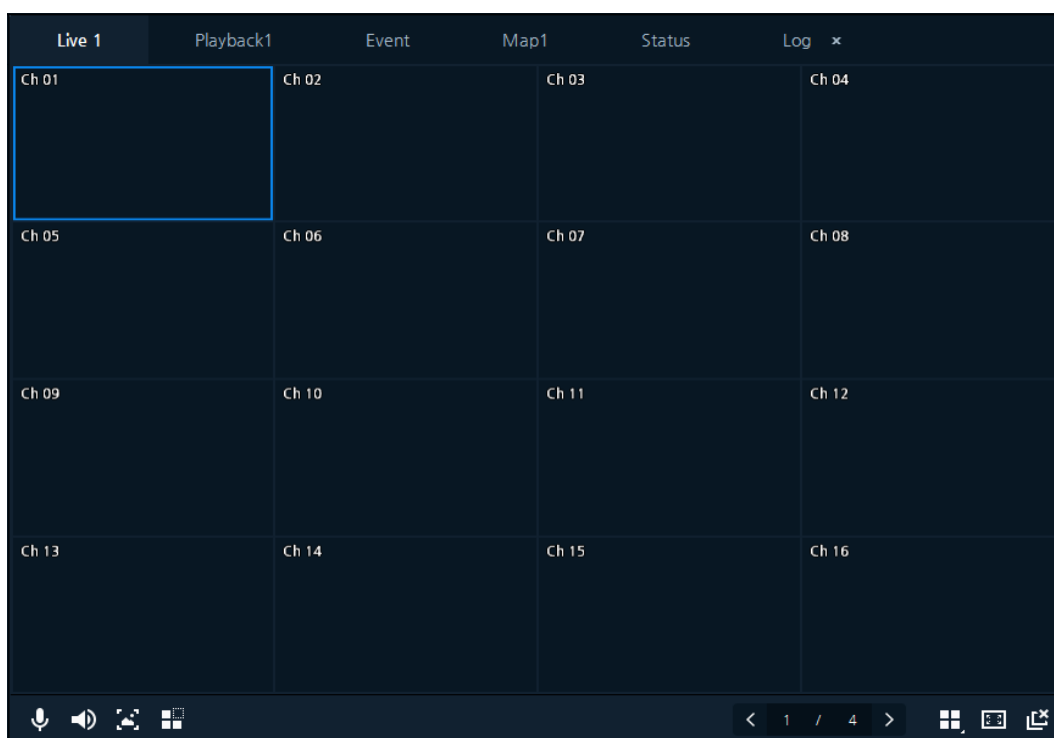 Live 1 Playback1 Event Map1 Status Log ×
Ch 01 Ch 02 Ch 03 Ch 04
Ch 05 Ch 06 Ch 07 Ch 08
Ch 09 Ch 10 Ch 11 Ch 12
Ch 13 Ch 14 Ch 15 Ch 16
1 / 4